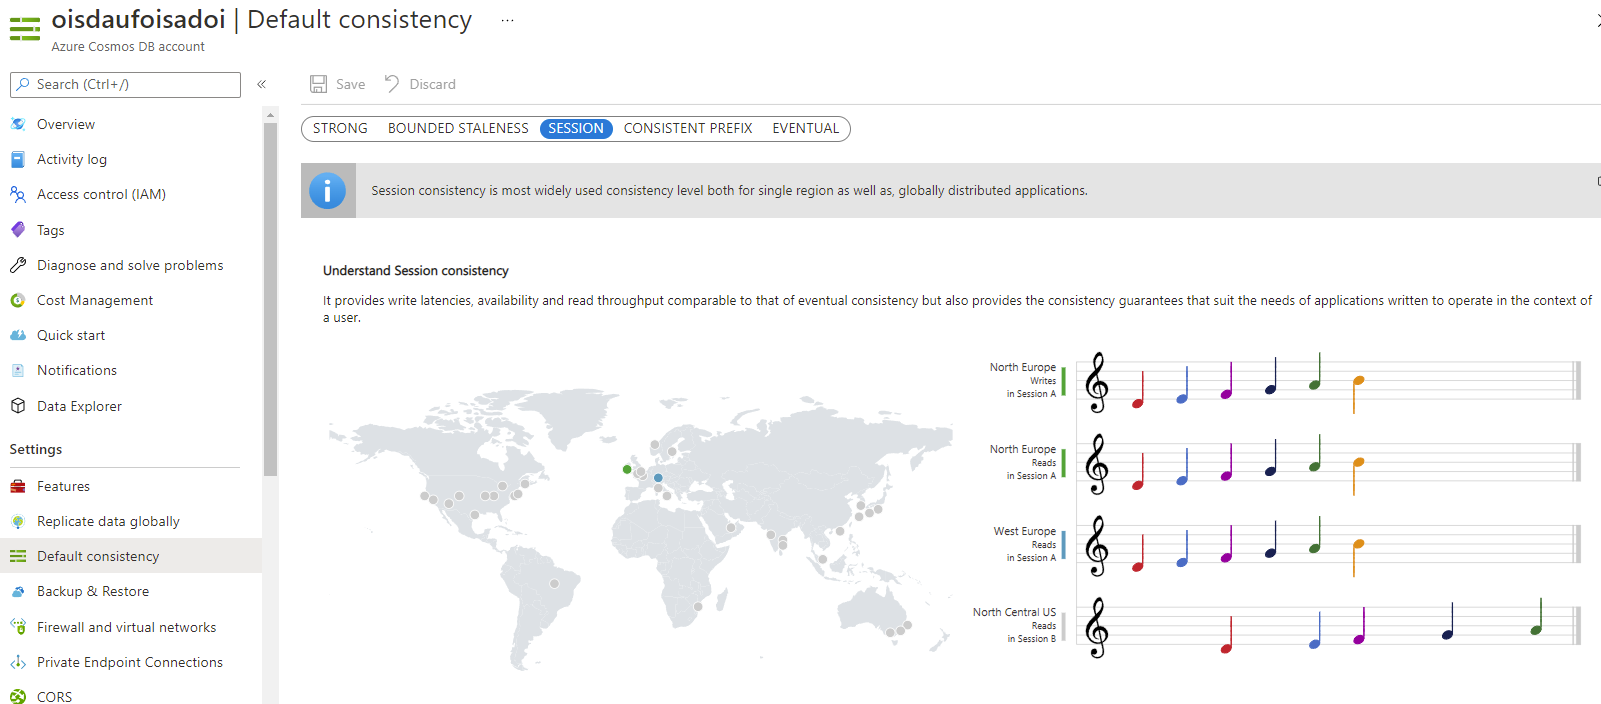 oisdaufoisadoi | Default consistency ...
Azure Cosmos DB account
Search (Ctrl+/)
«
Overview
Activity log
Access control (IAM)
Tags
Diagnose and solve problems
Cost Management
Quick start
Notifications
Data Explorer
Settings
Features
Replicate data globally
Default consistency
Backup & Restore
Firewall and virtual networks
Private Endpoint Connections
CORS
Save Discard
STRONG BOUNDED STALENESS SESSION CONSISTENT PREFIX EVENTUAL
Session consistency is most widely used consistency level both for single region as well as, globally distributed applications.
Understand Session consistency
It provides write latencies, availability and read throughput comparable to that of eventual consistency but also provides the consistency guarantees that suit the needs of applications written to operate in the context of
a user.
North Europe
Writes
in Session A
North Europe
Reads
in Session A
West Europe
Reads
in Session A
North Central US
Reads
in Session B